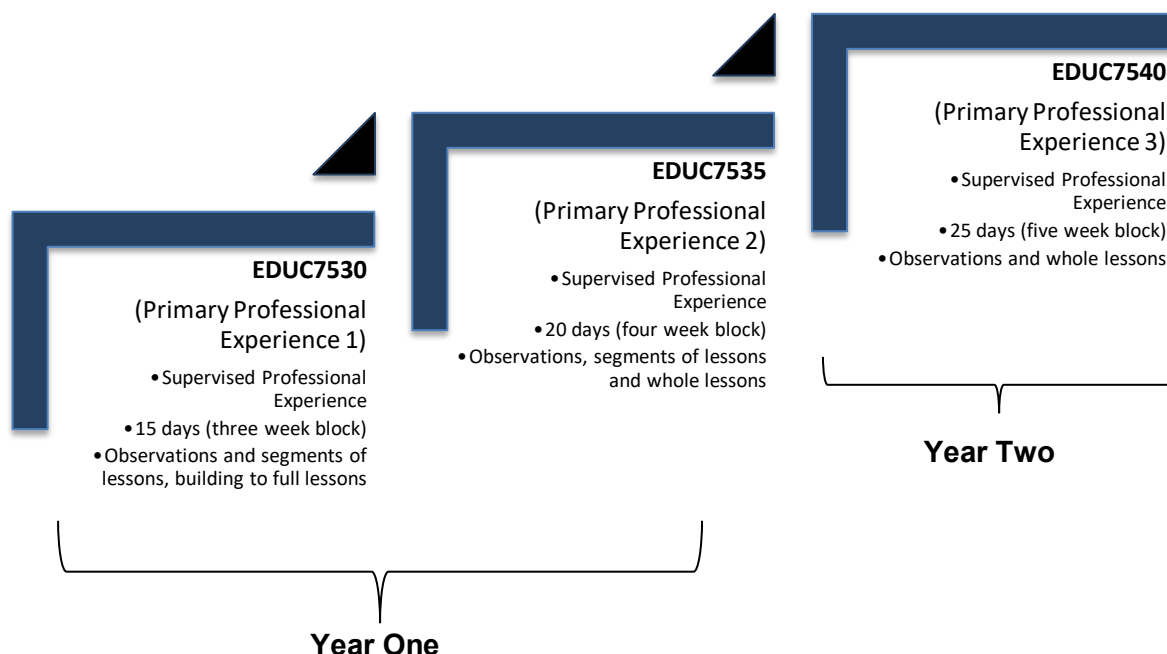 EDUC7530
(Primary Professional
Experience 1)
•Supervised Professional
Experience
•15 days (three week block)
•Observations and segments of
lessons, building to full lessons
EDUC7535
(Primary Professional
Experience 2)
•Supervised Professional
Experience
•20 days (four week block)
•Observations, segments of lessons
and whole lessons
EDUC7540
(Primary Professional
Experience 3)
•Supervised Professional
Experience
•25 days (five week block)
•Observations and whole lessons
Year One
Year Two